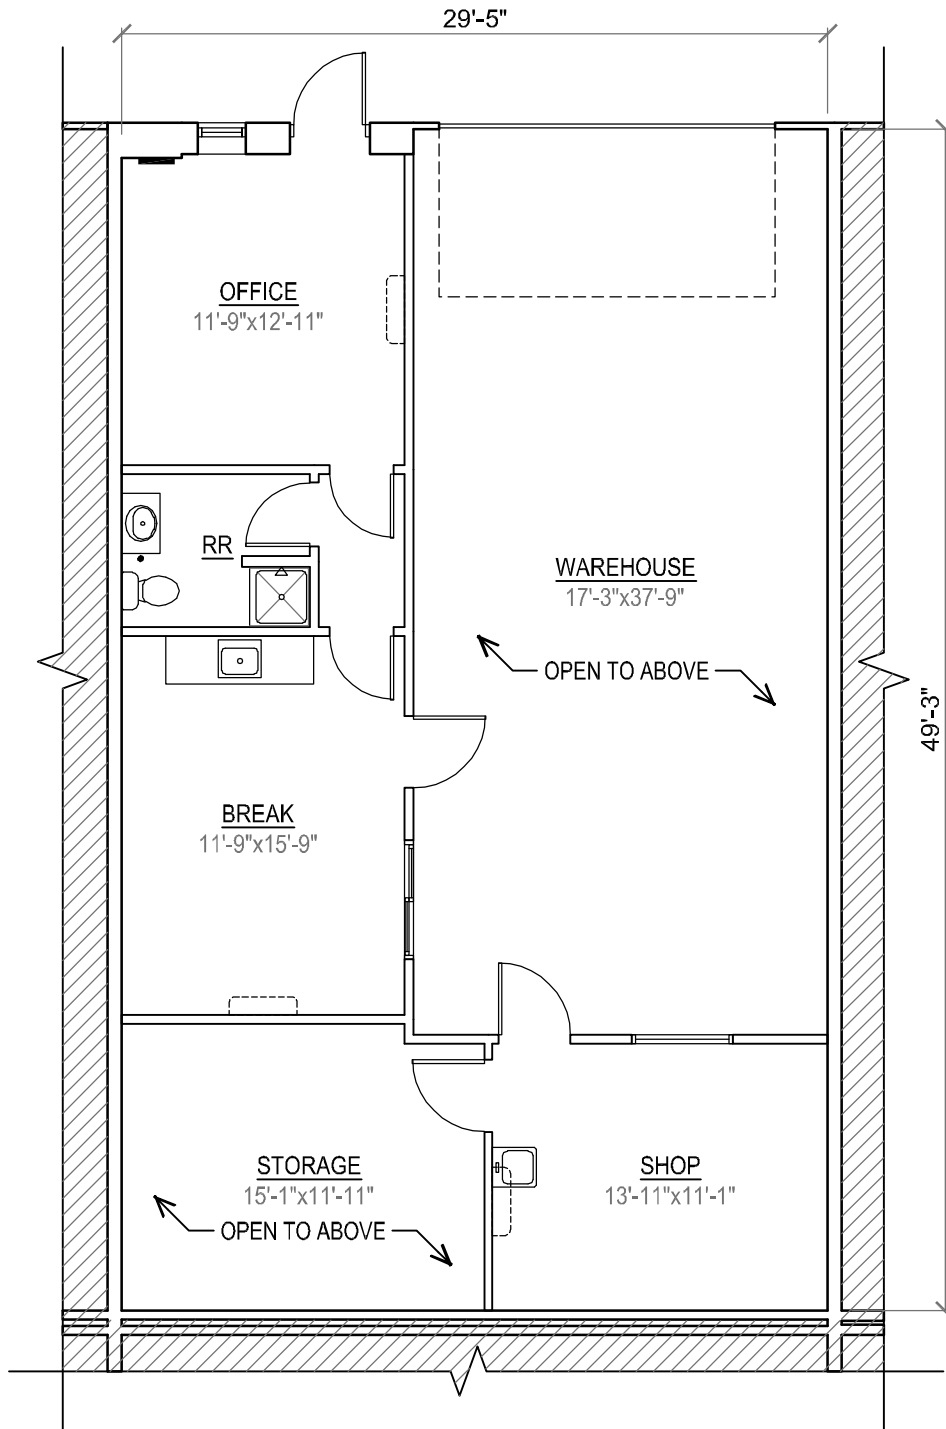 29'-5"
OFFICE
11'-9"x12'-11"
RR
WAREHOUSE
17'-3"x37'-9"
OPEN TO ABOVE
49'-3"
BREAK
11'-9"x15'-9"
STORAGE
15'-1"x11'-11"
OPEN TO ABOVE
SHOP
13'-11"x11'-1"